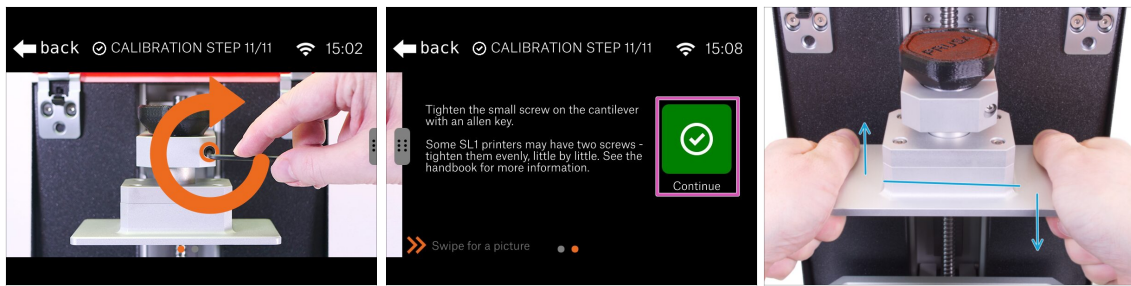 back CALIBRATION STEP 11/11 15:02
back CALIBRATION STEP 11/11 15:08
Tighten the small screw on the cantilever
with an allen key.
Some SL1 printers may have two screws -
tighten them evenly, little by little. See the
handbook for more information.
Continue
Swipe for a picture
PRUSA